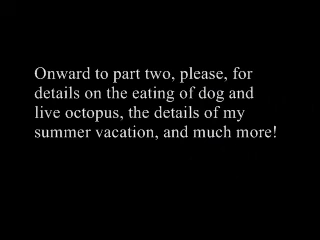 Onward to part two, please, for
details on the eating of dog and
live octopus, the details of my
summer vacation, and much more!